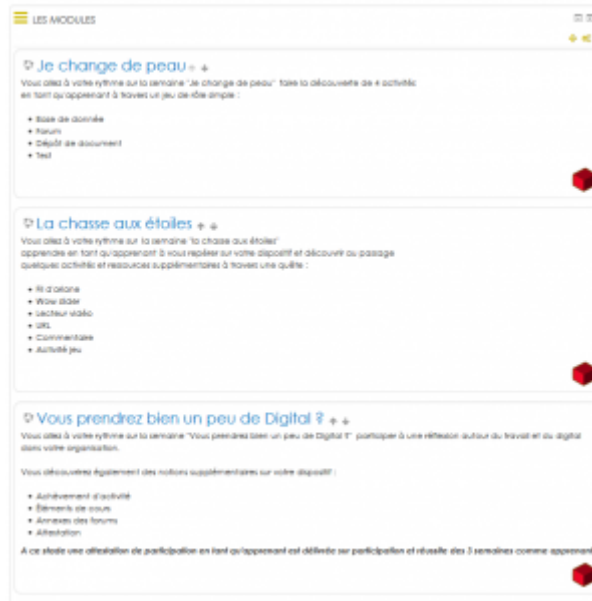 LES MODULES
Je change de peau
Vous allez à votre rythme sur la semaine "Je change de peau" faire la découverte de 4 activités
en tant qu'apprenant à travers un jeu de rôle simple :
Base de donnée
Forum
Dépôt de document
Test
La chasse aux étoiles
Vous allez à votre rythme sur la semaine "la chasse aux étoiles"
apprendre en tant qu'apprenant à vous repérer sur votre dispositif et découvrir au passage
quelques activités et ressources supplémentaires à travers une quête :
Fil d'ariane
Wow slider
Lecteur vidéo
URL
Commentaire
Activité jeu
Vous prendrez bien un peu de Digital ?
Vous allez à votre rythme sur la semaine "Vous prendrez bien un peu de Digital ?" participer à une réflexion autour du travail et du digital
dans votre organisation.
Vous découvrirez également des notions supplémentaires sur votre dispositif :
Achèvement d'activité
Éléments de cours
Annexes des forums
Attestation
A ce stade une attestation de participation en tant qu'apprenant est délivrée sur participation et réussite des 3 semaines comme apprenant